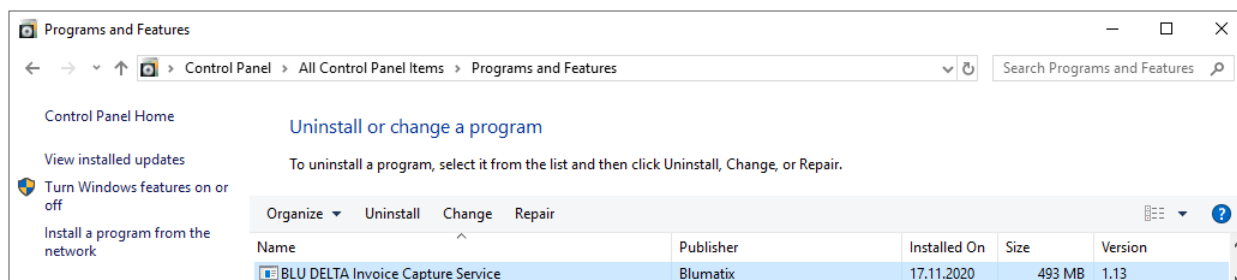 Programs and Features
Control Panel > All Control Panel Items > Programs and Features
Search Programs and Features
Control Panel Home
Uninstall or change a program
View installed updates
To uninstall a program, select it from the list and then click Uninstall, Change, or Repair.
Turn Windows features on or
off
Install a program from the
network
Organize Uninstall Change Repair
Name Publisher Installed On Size Version
BLU DELTA Invoice Capture Service Blumatix 17.11.2020 493 MB 1.13